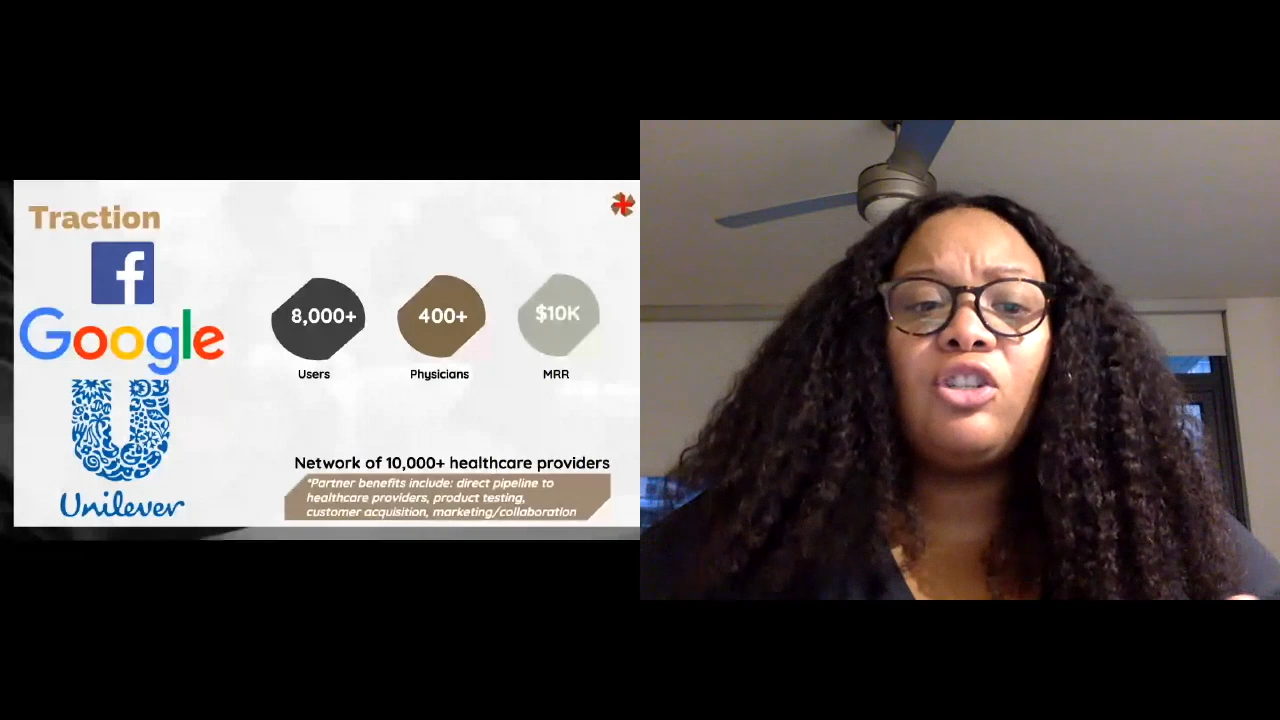 Traction
f
Google
Unilever
8,000+
400+
$10K
Users
Physicians
MRR
Network of 10,000+ healthcare providers
*Partner benefits include: direct pipeline to
healthcare providers, product testing,
customer acquisition, marketing/collaboration